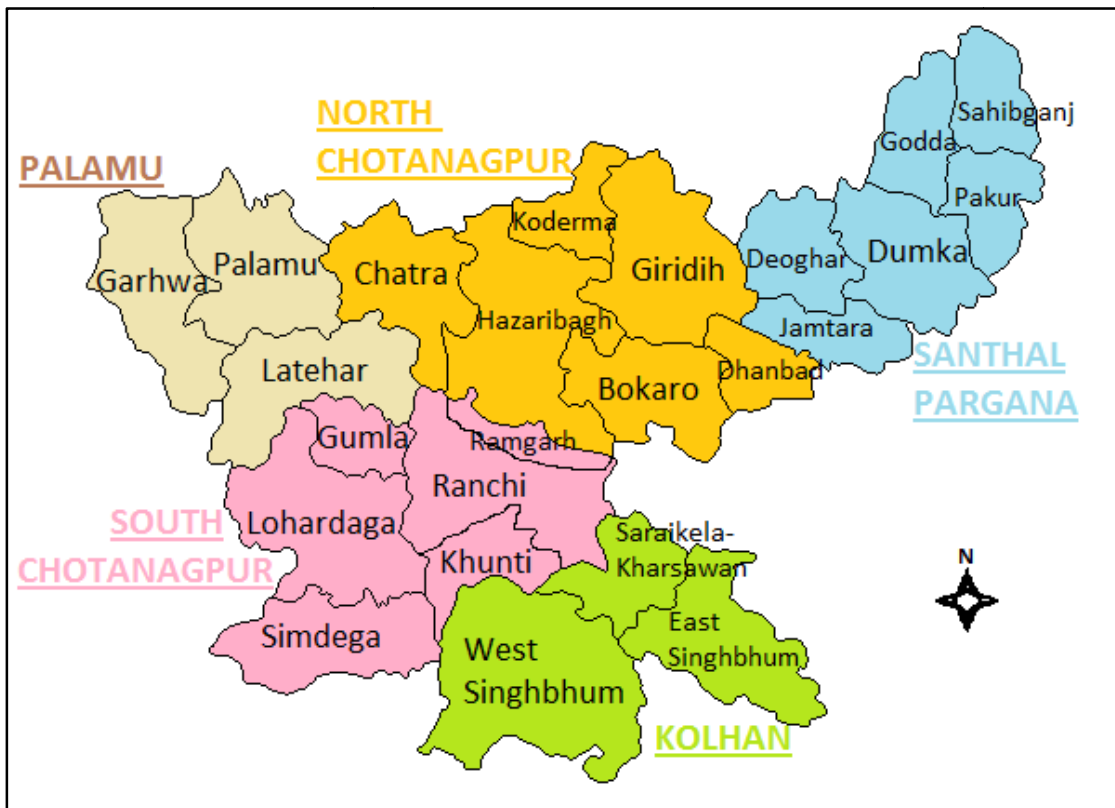 NORTH
CHOTANAGPUR
PALAMU
Sahibganj
Godda
Pakur
Koderma
Palamu
Garhwa
Chatra
Giridih
Deoghar
Dumka
Hazaribagh
Jamtara
Latehar
Dhanbad
Bokaro
SANTHAL
PARGANA
Gumla
Ramgarh
Ranchi
SOUTH
CHOTANAGPUR
Lohardaga
Khunti
Saraikela-
Kharsawan
N
Simdega
East
Singhbhum
West
Singhbhum
KOLHAN